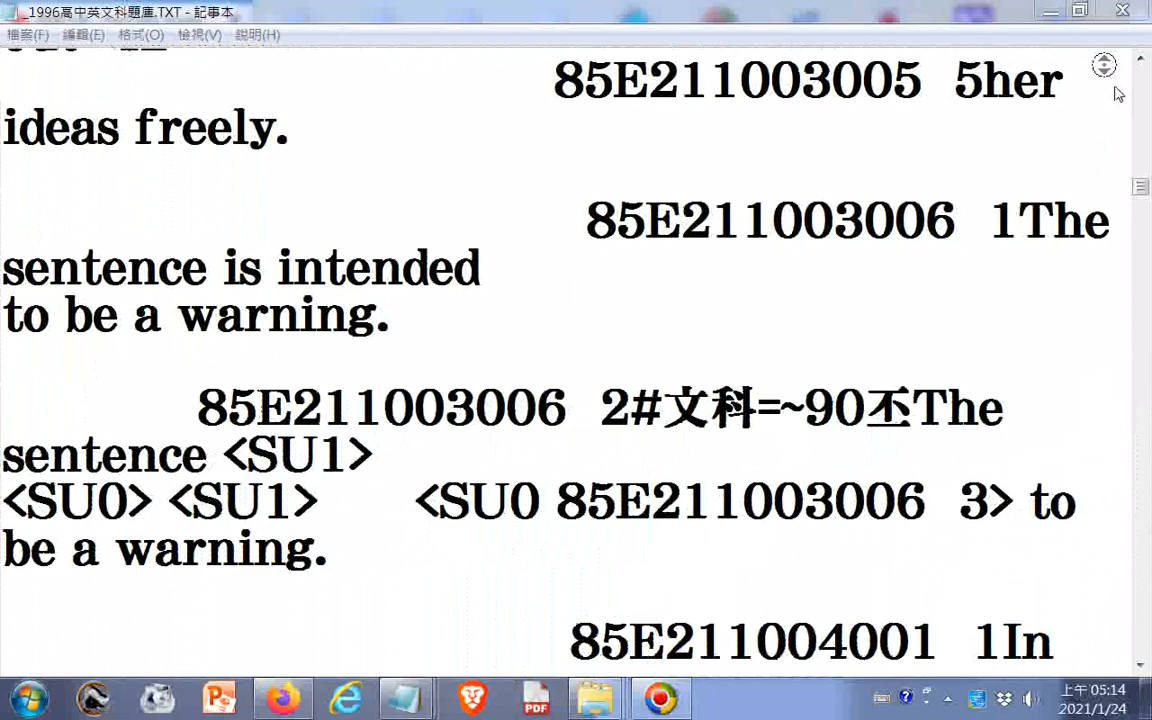 _1996高中英文科題庫.TXT - 記事本
檔案(F) 編輯(E) 格式(O) 檢視(V) 說明(H)
85E211003005 5her
ideas freely.
85E211003006 1The
sentence is intended
to be a warning.
85E211003006 2#文科=~90丕The
sentence <SU1>
<SU0> <SU1> <SU0 85E211003006 3> to
be a warning.
85E211004001 1In
PDF
上午 05:14
2021/1/24